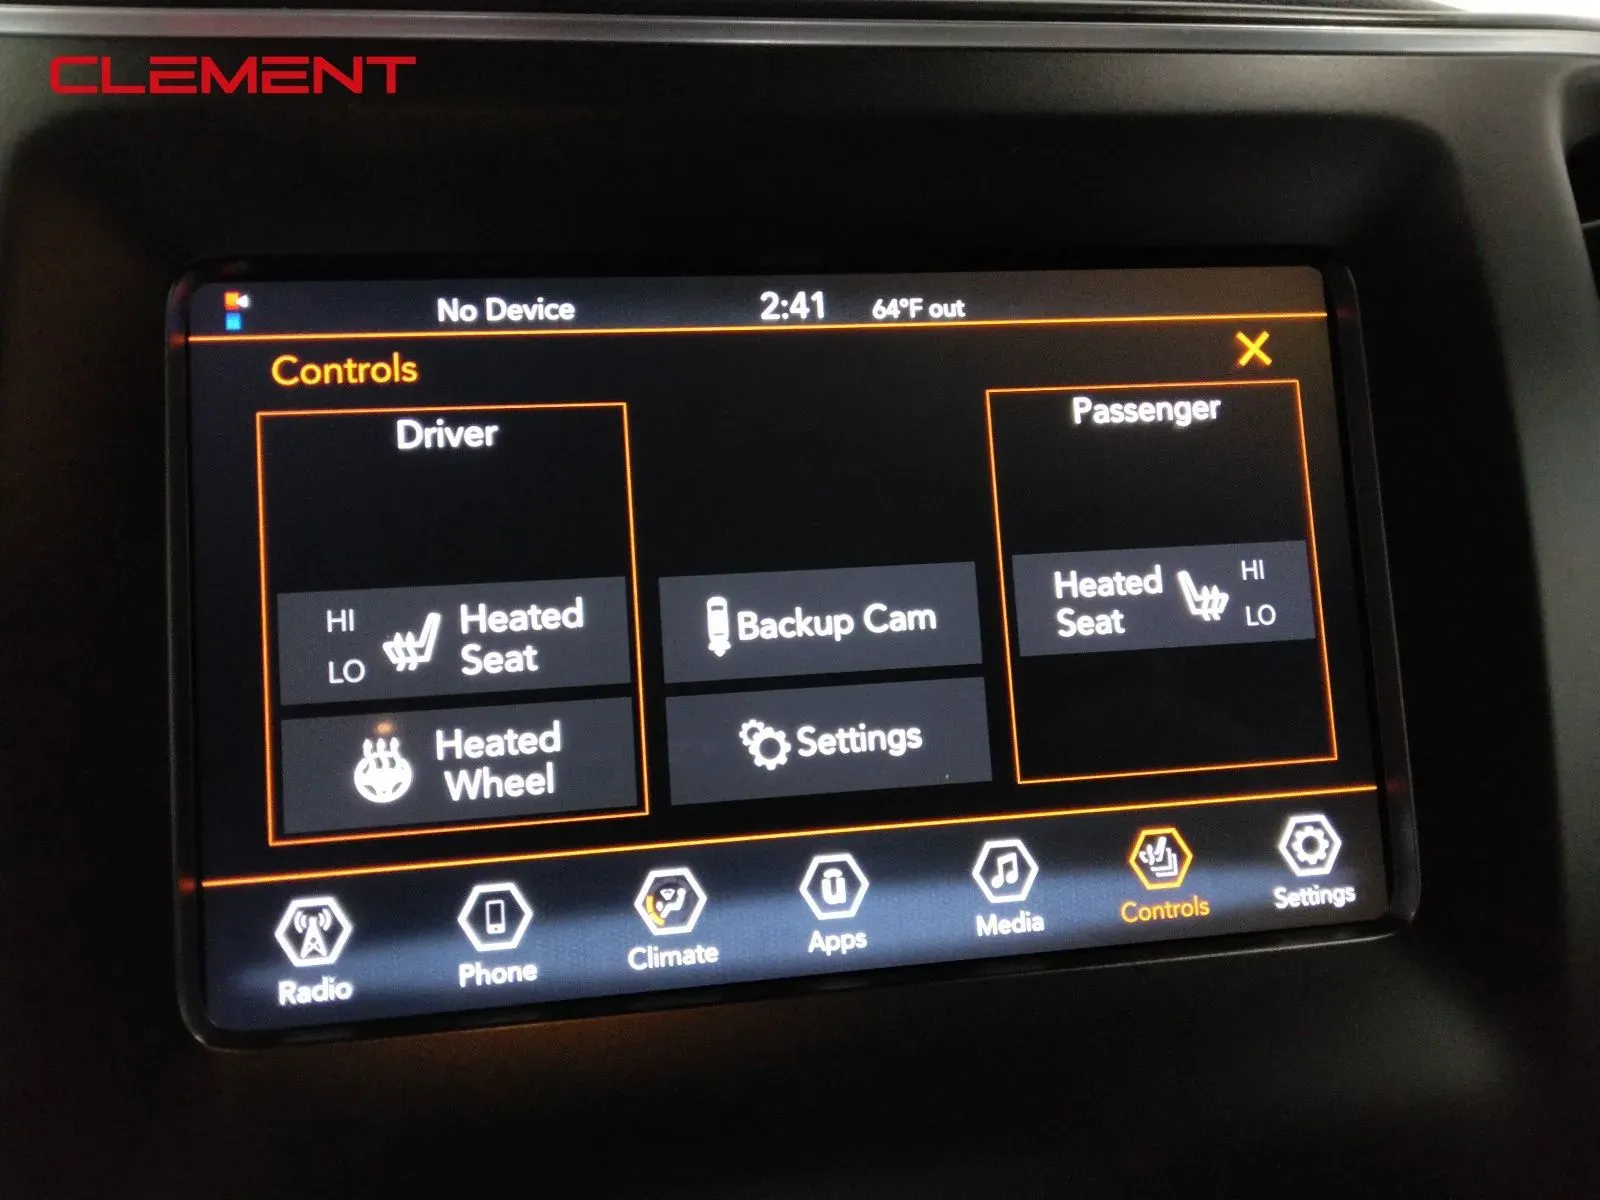 CLEMENT
No Device 2:41 64°F out
Controls
Driver
HI
LO
Heated
Seat
Heated
Wheel
Backup Cam
Settings
Passenger
Heated
Seat
HI
LO
Radio
Phone
Climate
Apps
Media
Controls
Settings